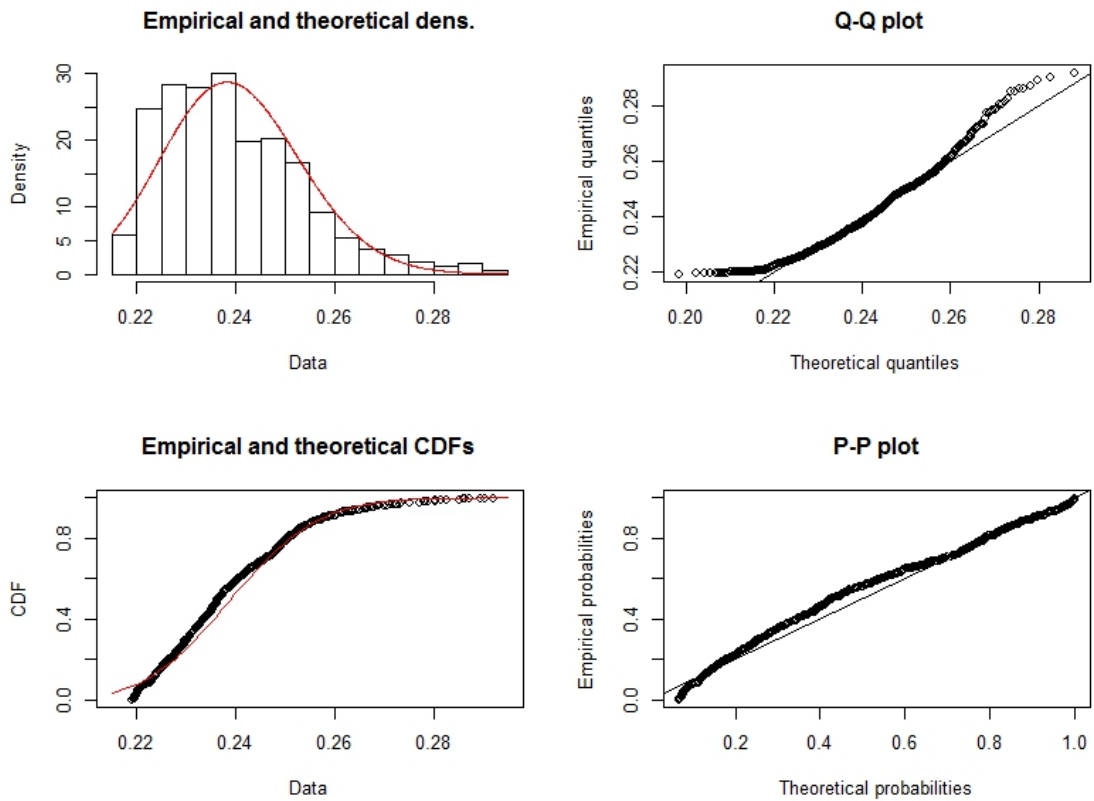 Empirical and theoretical dens.
Density
0 5 10 20 30
0.22 0.24 0.26 0.28
Data
Q-Q plot
Empirical quantiles
0.22 0.24 0.26 0.28
0.20 0.22 0.24 0.26 0.28
Theoretical quantiles
Empirical and theoretical CDFs
CDF
0.0 0.4 0.8
0.22 0.24 0.26 0.28
Data
P-P plot
Empirical probabilities
0.0 0.4 0.8
0.2 0.4 0.6 0.8 1.0
Theoretical probabilities